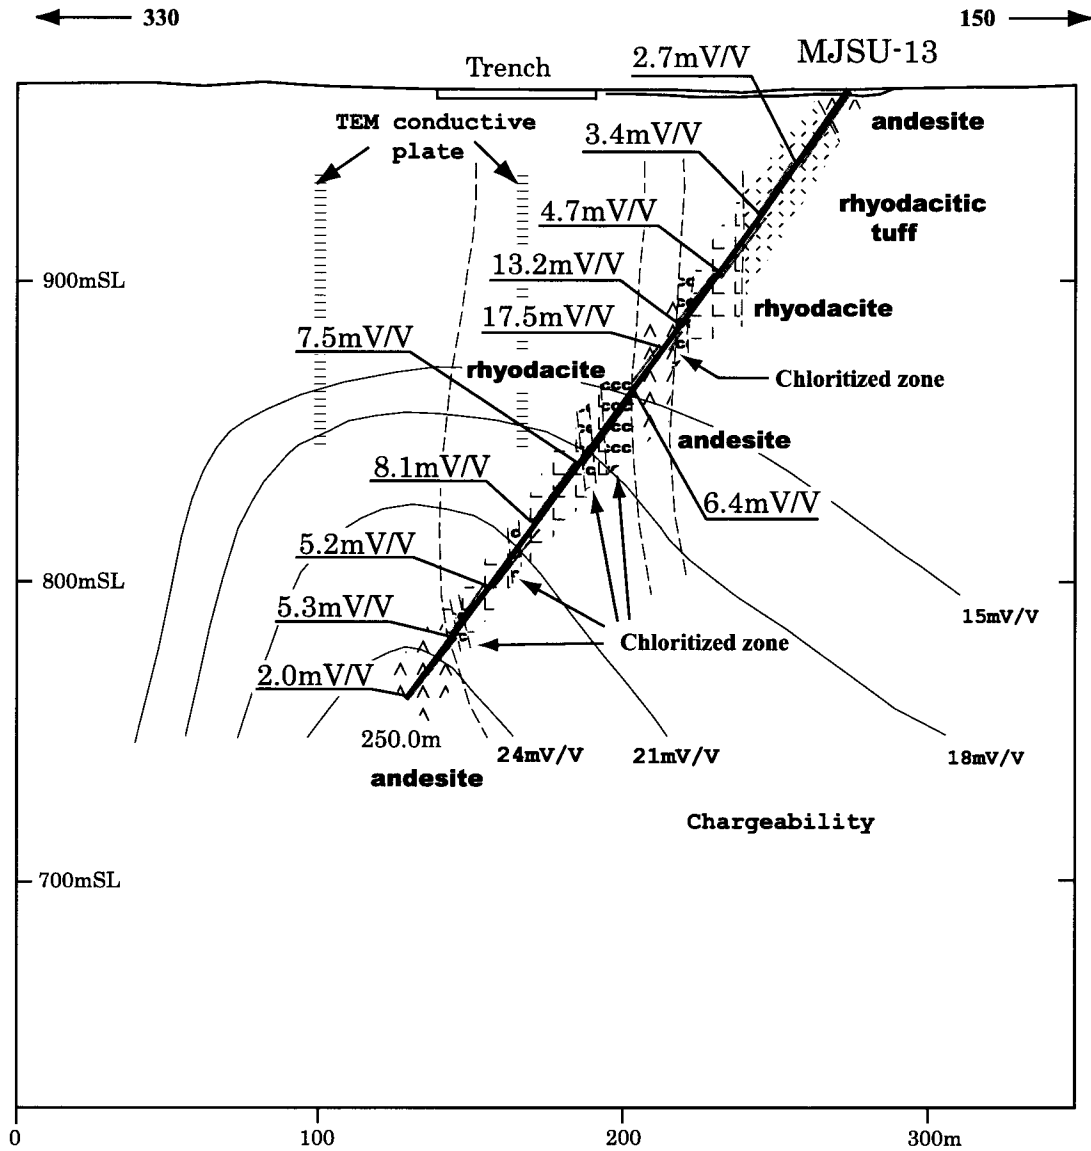 330
150
MJSU-13
2.7mV/V
Trench
TEM conductive
plate
3.4mV/V
andesite
rhyodacitic
tuff
4.7mV/V
13.2mV/V
900mSL
rhyodacite
17.5mV/V
7.5mV/V
rhyodacite
Chloritized zone
andesite
8.1mV/V
6.4mV/V
5.2mV/V
800mSL
5.3mV/V
15mV/V
Chloritized zone
2.0mV/V
250.0m
24mV/V
21mV/V
18mV/V
andesite
Chargeability
700mSL
0
100
200
300m